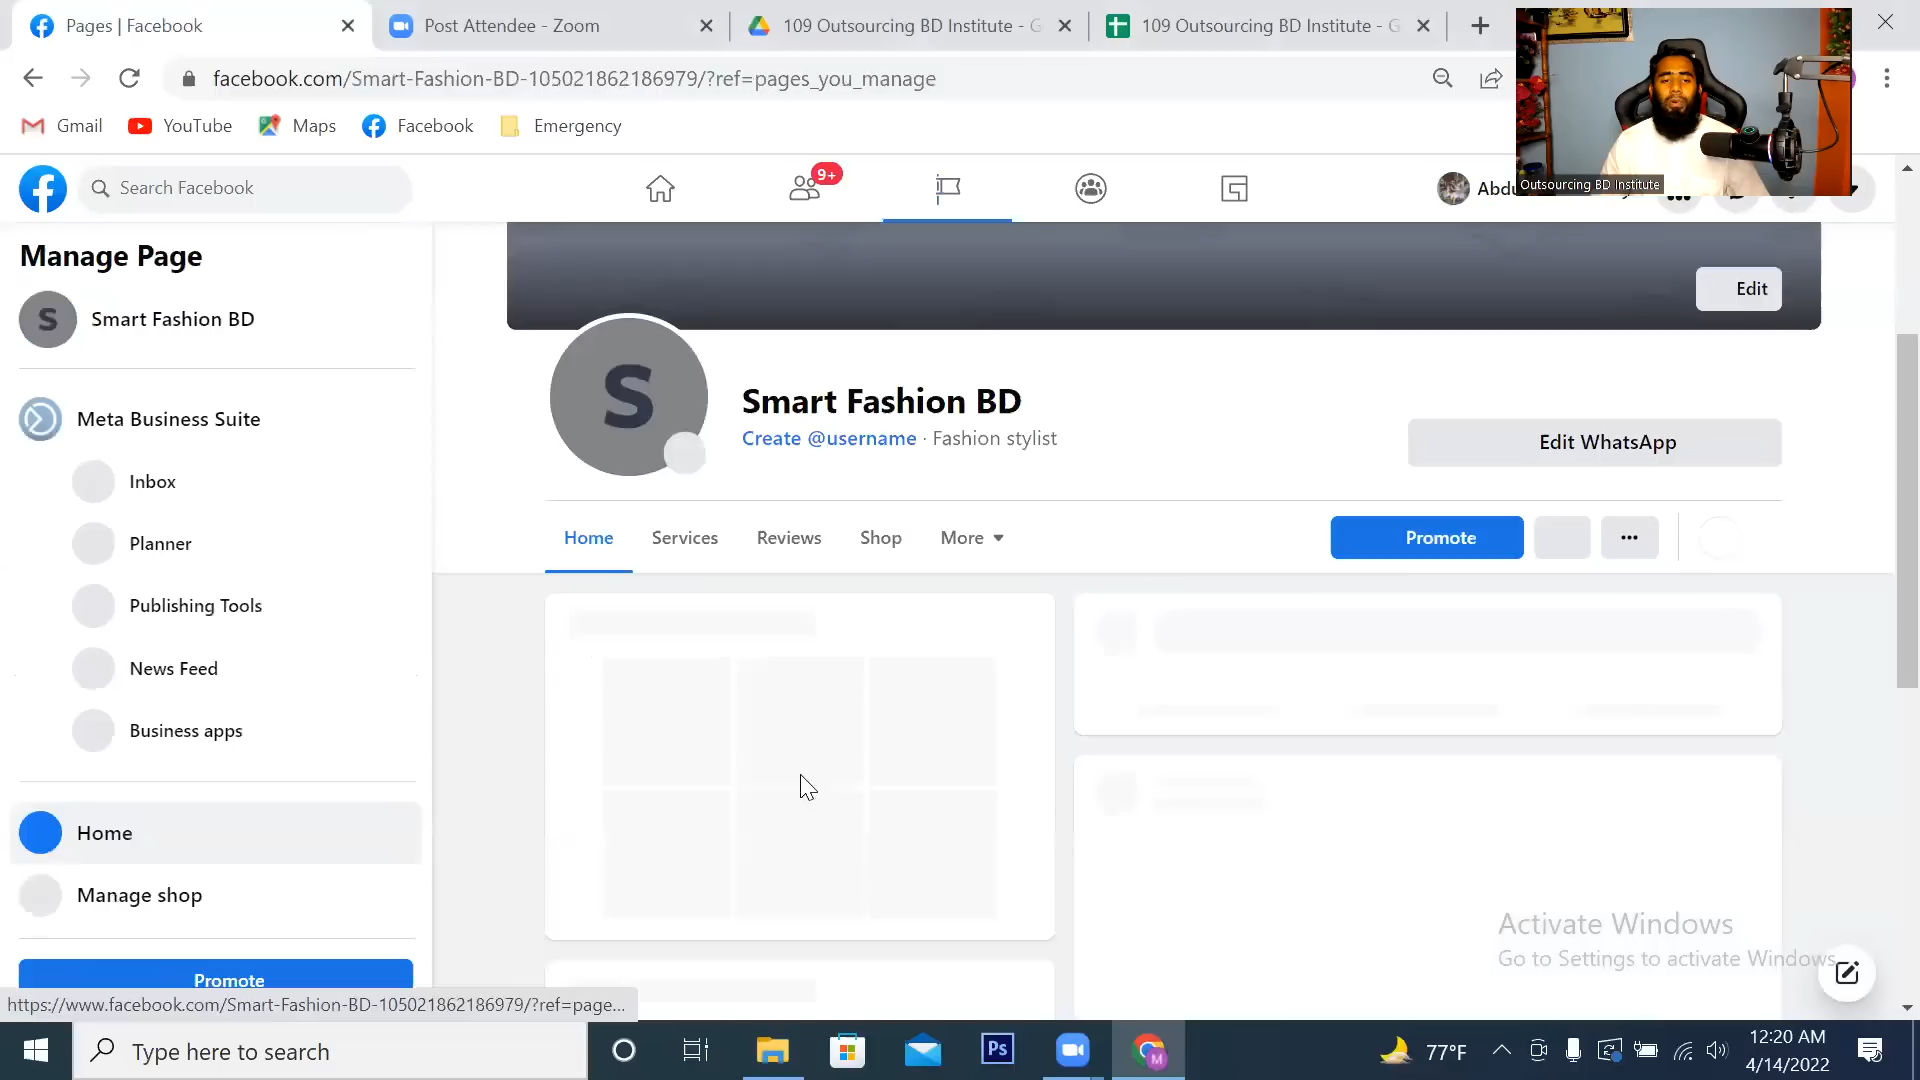 Pages | Facebook
Post Attendee - Zoom
109 Outsourcing BD Institute - G
109 Outsourcing BD Institute - G
facebook.com/Smart-Fashion-BD-105021862186979/?ref=pages_you_manage
Gmail
YouTube
Maps
Facebook
Emergency
Outsourcing BD Institute
Search Facebook
9+
Abdu
Manage Page
S
Smart Fashion BD
Meta Business Suite
Inbox
Planner
Publishing Tools
News Feed
Business apps
Home
Manage shop
Promote
Edit
S
Smart Fashion BD
Create @username · Fashion stylist
Edit WhatsApp
Home
Services
Reviews
Shop
More
Promote
Activate Windows
Go to Settings to activate Windows
https://www.facebook.com/Smart-Fashion-BD-105021862186979/?ref=page...
Type here to search
Ps
M
77°F
12:20 AM
4/14/2022